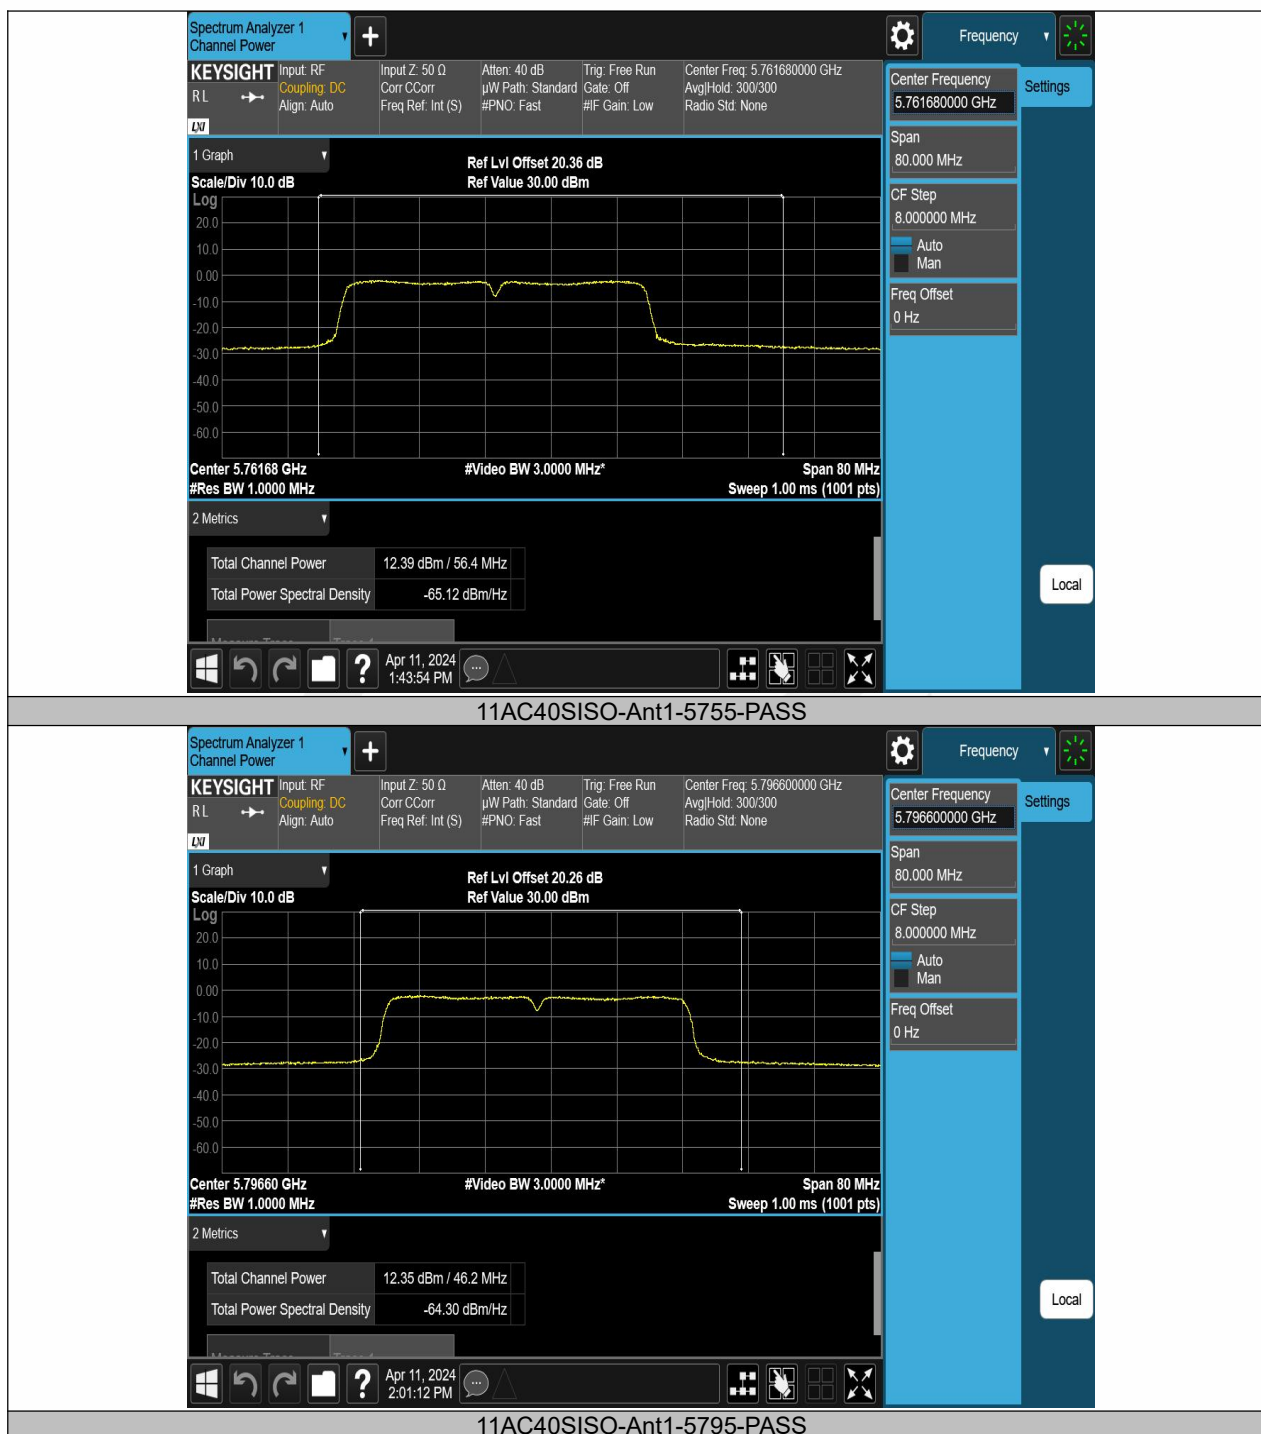 Spectrum Analyzer 1
Channel Power
Frequency
KEYSIGHT
Input: RF
Coupling: DC
Align: Auto
Input Z: 50 Ω
Corr CCorr
Freq Ref: Int (S)
Atten: 40 dB
µW Path: Standard
#PNO: Fast
Trig: Free Run
Gate: Off
#IF Gain: Low
Center Freq: 5.761680000 GHz
Avg|Hold: 300/300
Radio Std: None
R L
LXI
Center Frequency
5.761680000 GHz
Settings
Span
80.000 MHz
CF Step
8.000000 MHz
Auto
Man
Freq Offset
0 Hz
1 Graph
Scale/Div 10.0 dB
Ref Lvl Offset 20.36 dB
Ref Value 30.00 dBm
Log
20.0
10.0
0.00
-10.0
-20.0
-30.0
-40.0
-50.0
-60.0
Center 5.76168 GHz
#Video BW 3.0000 MHz*
Span 80 MHz
#Res BW 1.0000 MHz
Sweep 1.00 ms (1001 pts)
2 Metrics
Total Channel Power 12.39 dBm / 56.4 MHz
Total Power Spectral Density -65.12 dBm/Hz
Local
?
Apr 11, 2024
1:43:54 PM
11AC40SISO-Ant1-5755-PASS
Spectrum Analyzer 1
Channel Power
Frequency
KEYSIGHT
Input: RF
Coupling: DC
Align: Auto
Input Z: 50 Ω
Corr CCorr
Freq Ref: Int (S)
Atten: 40 dB
µW Path: Standard
#PNO: Fast
Trig: Free Run
Gate: Off
#IF Gain: Low
Center Freq: 5.796600000 GHz
Avg|Hold: 300/300
Radio Std: None
R L
LXI
Center Frequency
5.796600000 GHz
Settings
Span
80.000 MHz
CF Step
8.000000 MHz
Auto
Man
Freq Offset
0 Hz
1 Graph
Scale/Div 10.0 dB
Ref Lvl Offset 20.26 dB
Ref Value 30.00 dBm
Log
20.0
10.0
0.00
-10.0
-20.0
-30.0
-40.0
-50.0
-60.0
Center 5.79660 GHz
#Video BW 3.0000 MHz*
Span 80 MHz
#Res BW 1.0000 MHz
Sweep 1.00 ms (1001 pts)
2 Metrics
Total Channel Power 12.35 dBm / 46.2 MHz
Total Power Spectral Density -64.30 dBm/Hz
Local
?
Apr 11, 2024
2:01:12 PM
11AC40SISO-Ant1-5795-PASS